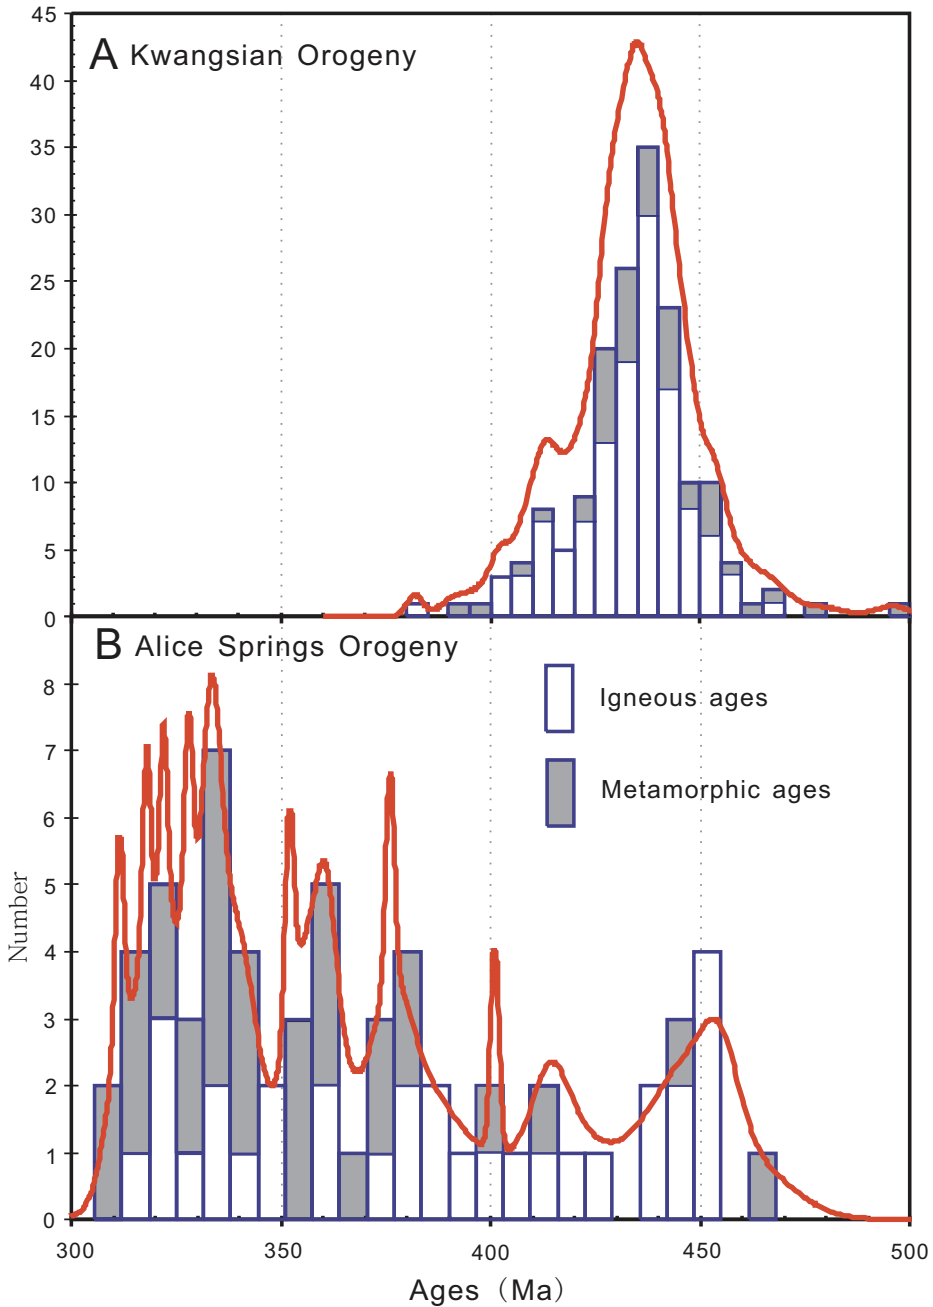 45
A Kwangsian Orogeny
40
35
30
25
20
15
10
5
0
B Alice Springs Orogeny
8
Igneous ages
7
Metamorphic ages
6
5
Number
4
3
2
1
0
300 350 400 450 500
Ages (Ma)